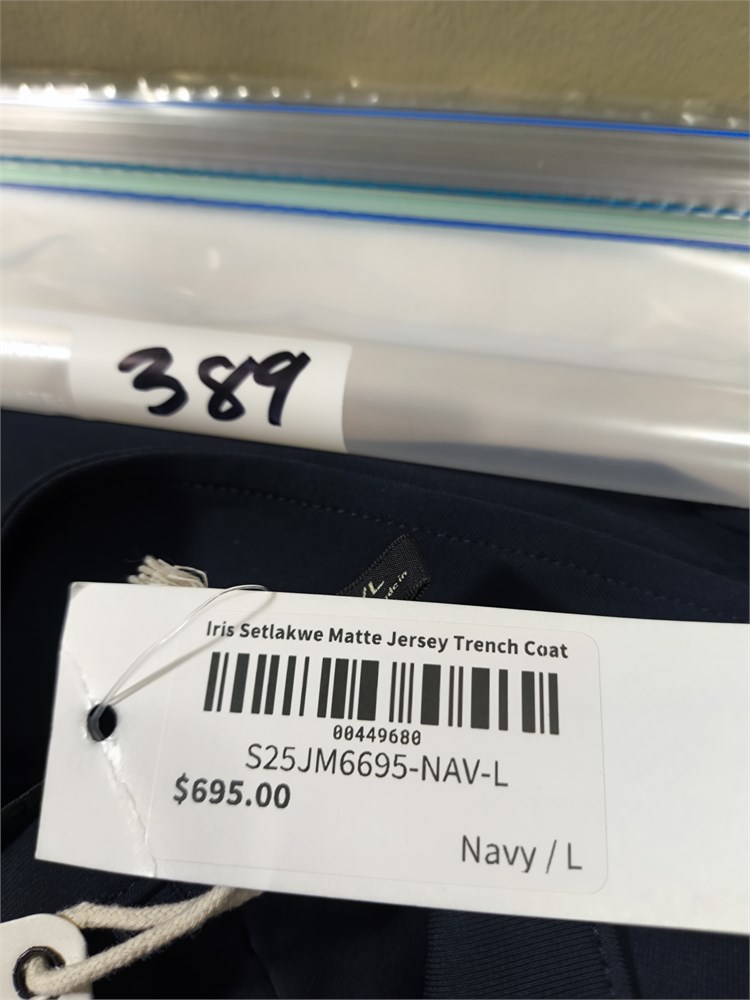 389
L
Iris Setlakwe Matte Jersey Trench Coat
00449680
S25JM6695-NAV-L
$695.00
Navy / L